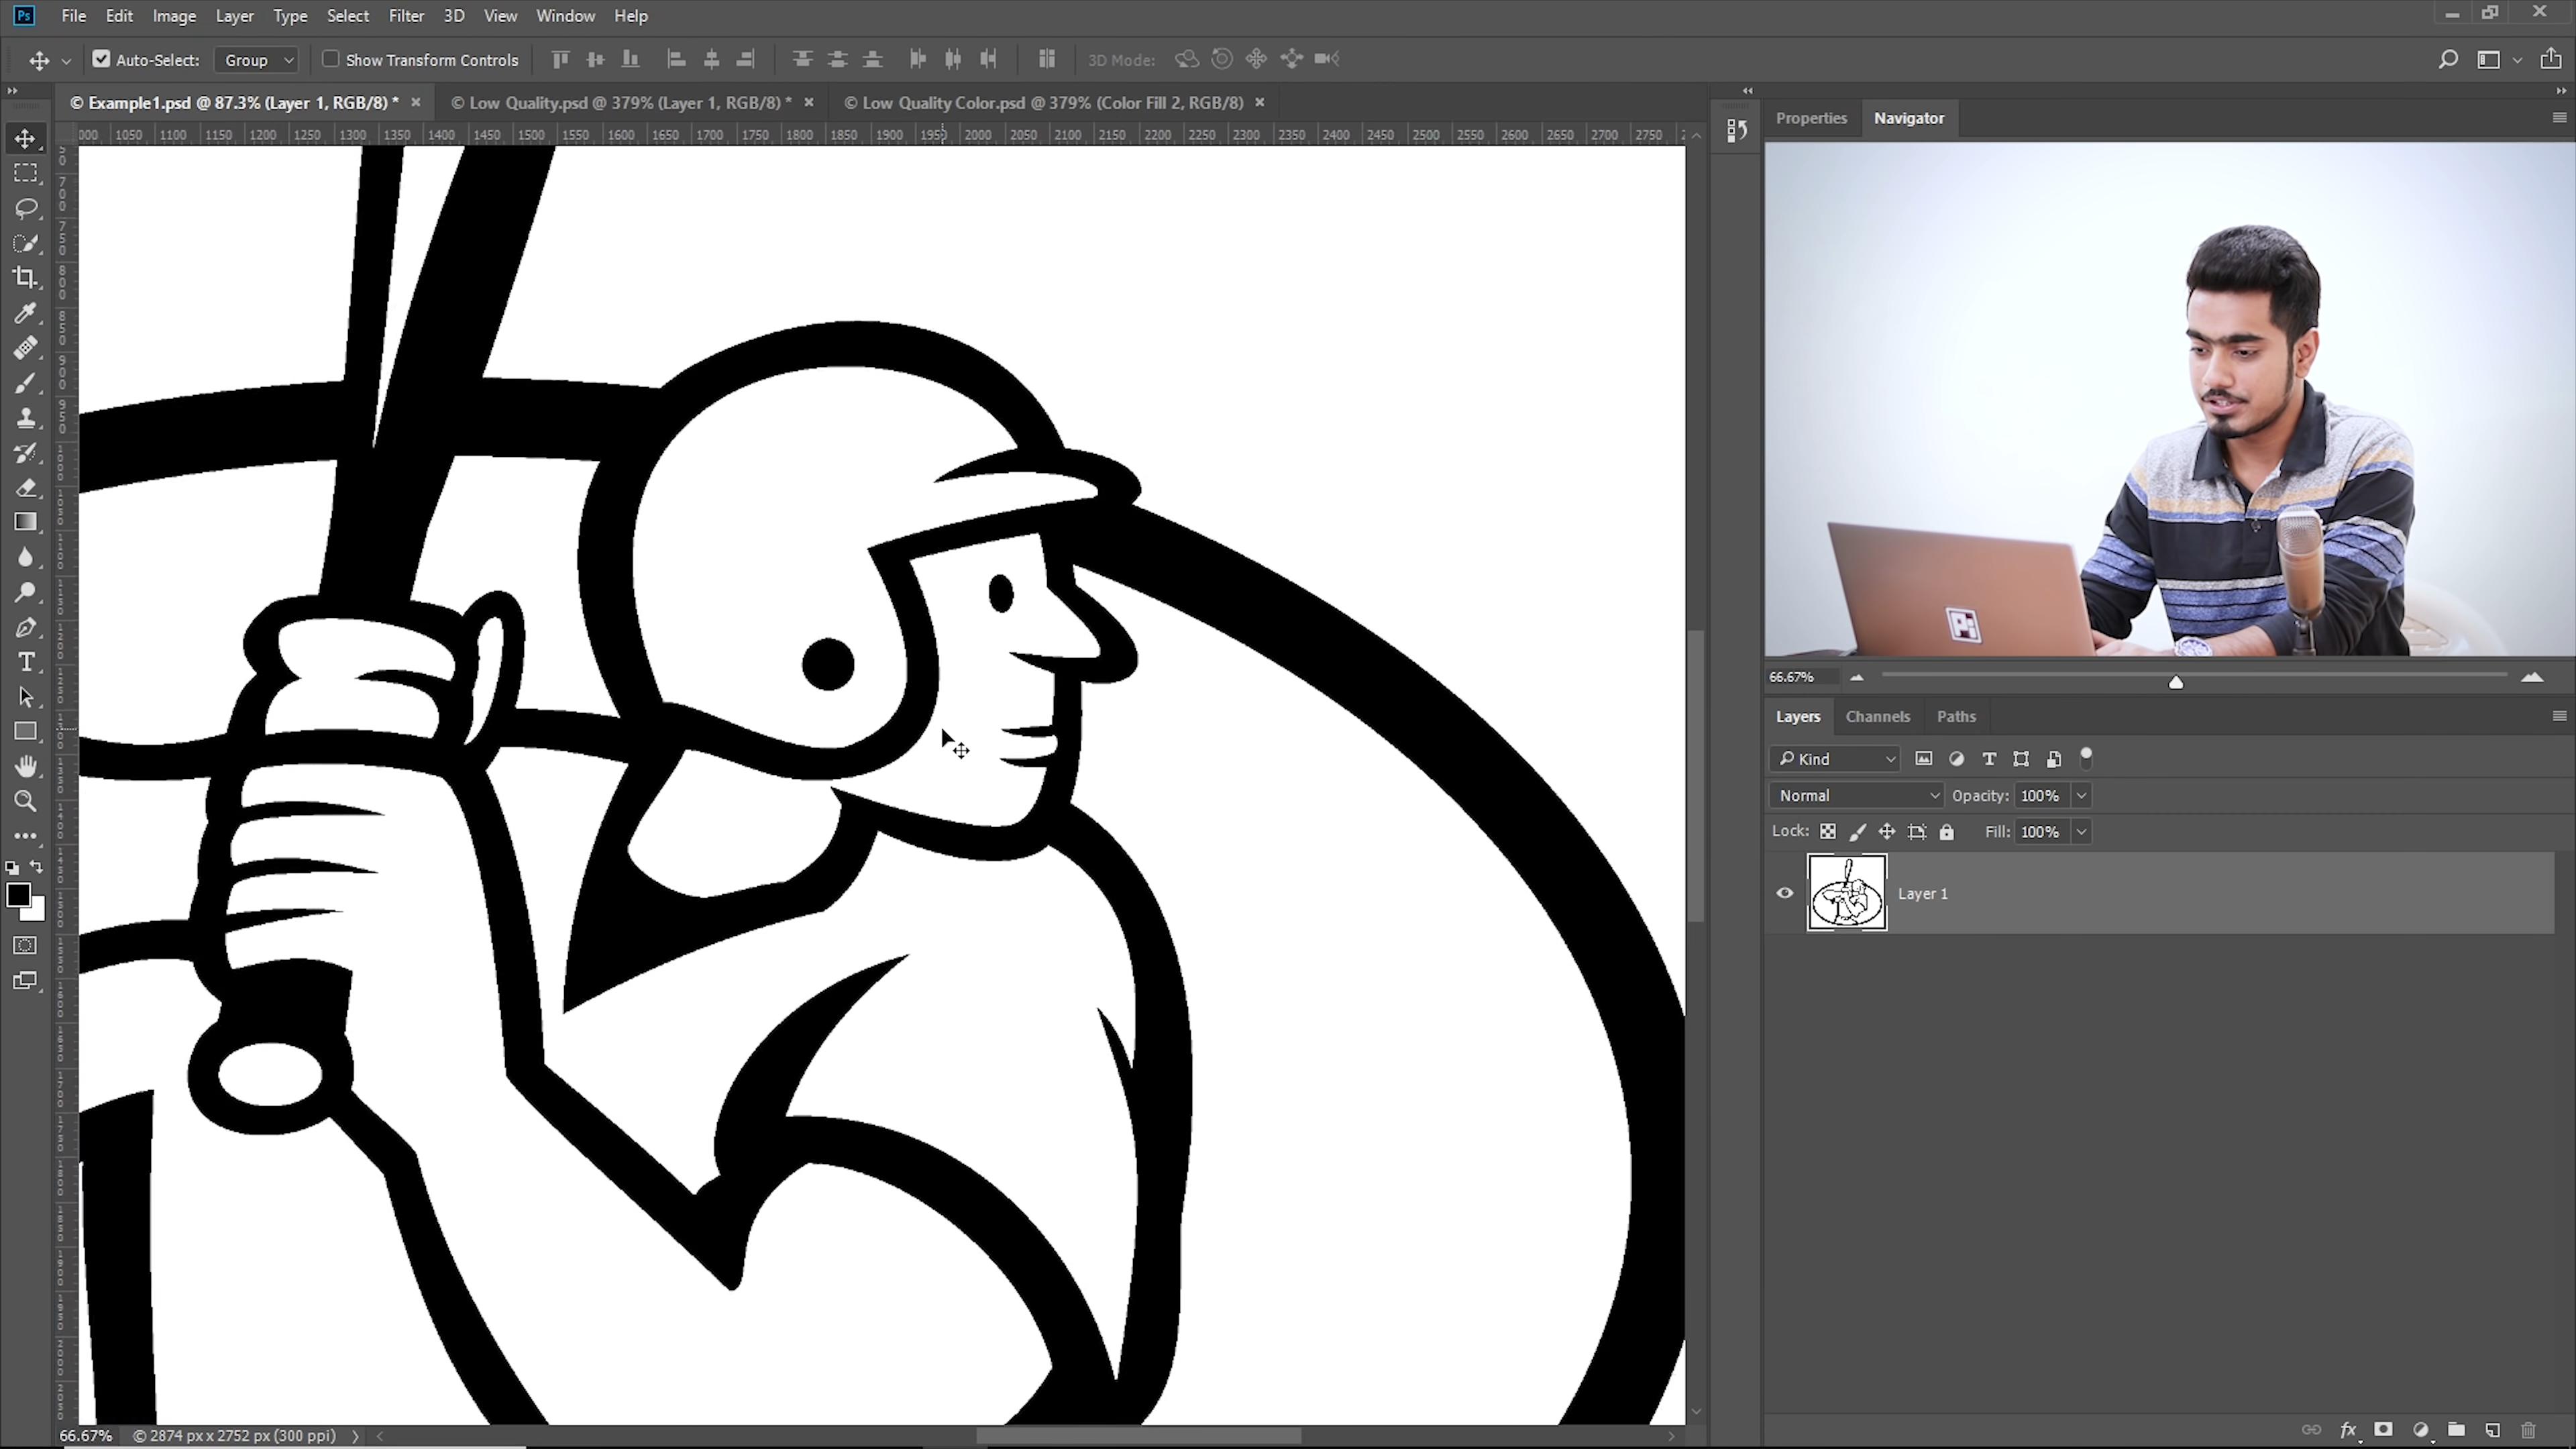 Ps File Edit Image Layer Type Select Filter 3D View Window Help
Auto-Select: Group Show Transform Controls 3D Mode:
© Example1.psd @ 87.3% (Layer 1, RGB/8) * × © Low Quality.psd @ 379% (Layer 1, RGB/8) * × © Low Quality Color.psd @ 379% (Color Fill 2, RGB/8) ×
Properties Navigator
000 1050 1100 1150 1200 1250 1300 1350 1400 1450 1500 1550 1600 1650 1700 1750 1800 1850 1900 1950 2000 2050 2100 2150 2200 2250 2300 2350 2400 2450 2500 2550 2600 2650 2700 2750
66.67%
Layers Channels Paths
Kind
Normal Opacity: 100%
Lock: Fill: 100%
Layer 1
66.67% © 2874 px x 2752 px (300 ppi)
fx